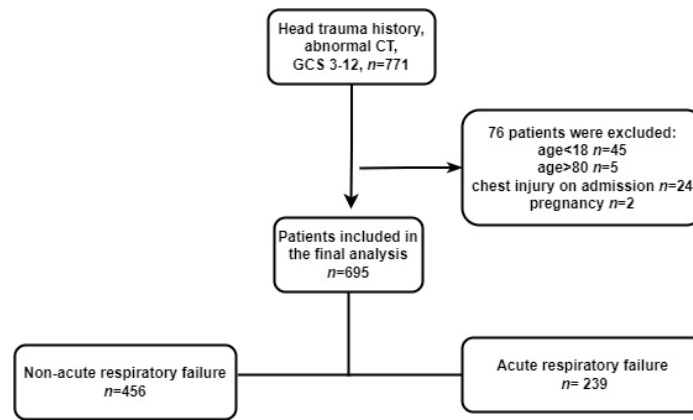 Head trauma history,
abnormal CT,
GCS 3-12, n=771
76 patients were excluded:
age<18 n=45
age>80 n=5
chest injury on admission n=24
pregnancy n=2
Patients included in
the final analysis
n=695
Non-acute respiratory failure
n=456
Acute respiratory failure
n= 239